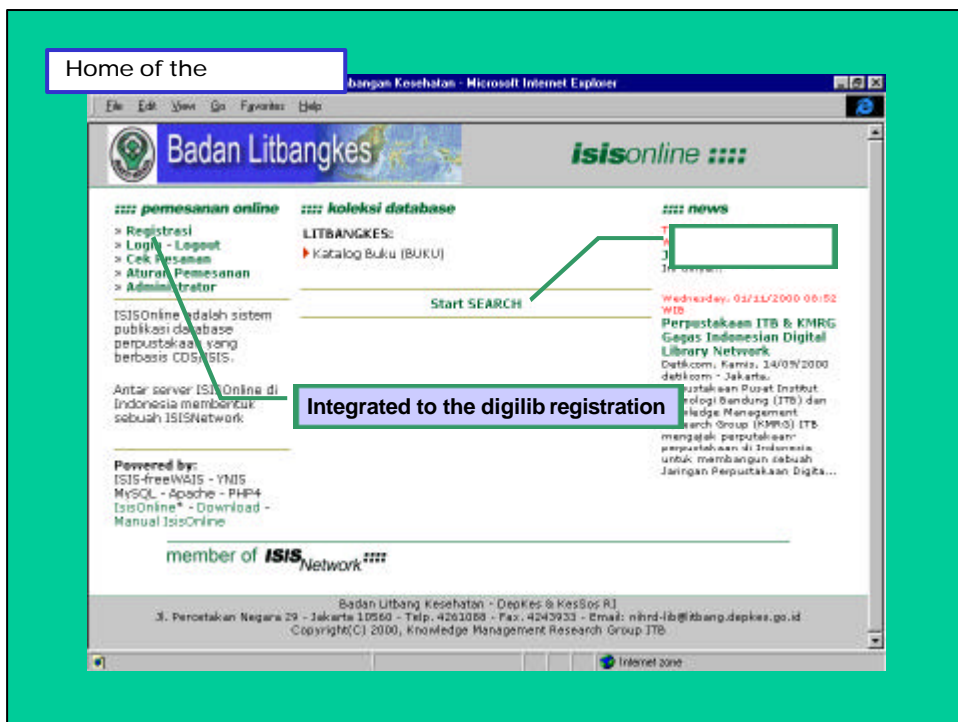 Home of the
bangan Kesehatan - Microsoft Internet Explorer
File Edit View Go Favorites Help
Badan Litbangkes
isisonline ::::
:::: pemesanan online
» Registrasi
» Login - Logout
» Cek Pesanan
» Aturan Pemesanan
» Administrator
ISISOnline adalah sistem
publikasi database
perpustakaan yang
berbasis CDS/ISIS.
Antar server ISISOnline di
Indonesia membentuk
sebuah ISISNetwork
Powered by:
ISIS-freeWAIS - YNIS
MySQL - Apache - PHP4
IsisOnline* - Download -
Manual IsisOnline
:::: koleksi database
LITBANGKES:
Katalog Buku (BUKU)
Start SEARCH
Integrated to the digilib registration
:::: news
Wednesday, 01/11/2000 08:52
WIB
Perpustakaan ITB & KMRG
Gagas Indonesian Digital
Library Network
Detikcom, Kamis, 14/09/2000
detikcom - Jakarta,
Pusat Institut
Bandung (ITB) dan
Management
Group (KMRG) ITB
mengajak perputakaan-
perpustakaan di Indonesia
untuk membangun sebuah
Jaringan Perpustakaan Digita...
member of ISIS Network ::::
Badan Litbang Kesehatan - DepKes & KesSos RI
Jl. Percetakan Negara 29 - Jakarta 10560 - Telp. 4261088 - Fax. 4243933 - Email: nihrd-lib@litbang.depkes.go.id
Copyright(C) 2000, Knowledge Management Research Group ITB
Internet zone